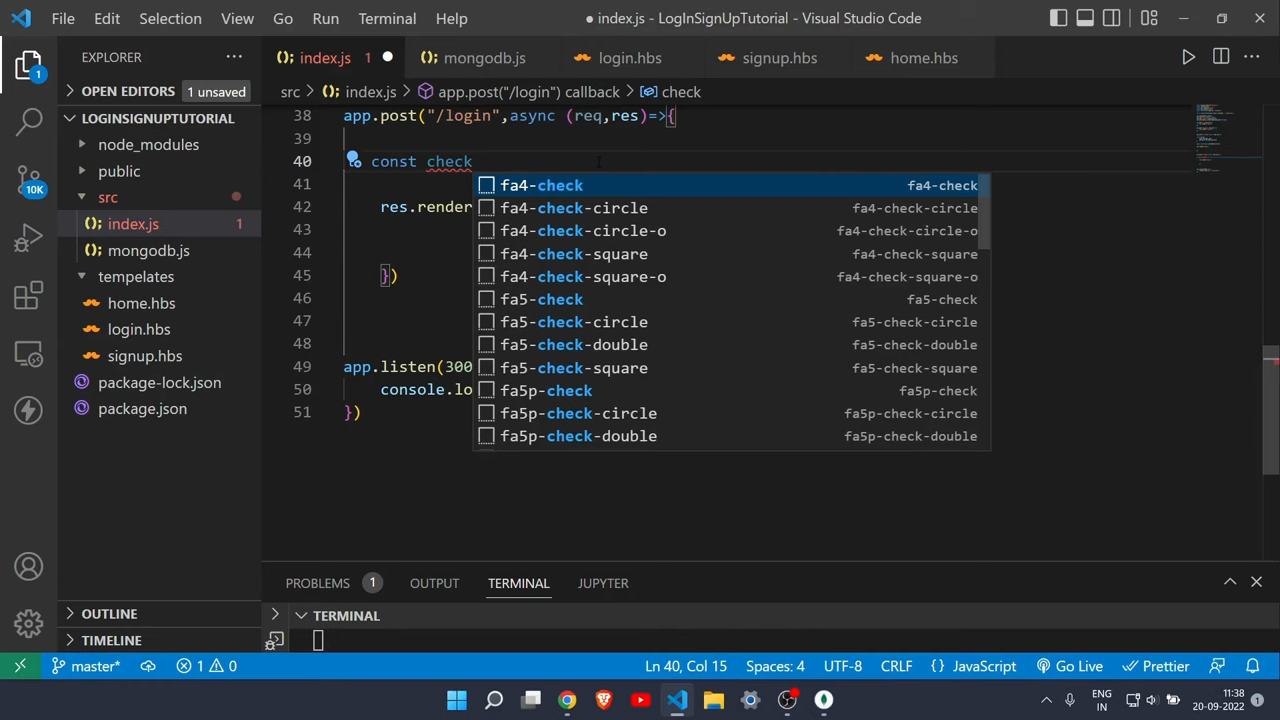 File Edit Selection View Go Run Terminal Help ● index.js - LogInSignUpTutorial - Visual Studio Code
EXPLORER
index.js 1
mongodb.js
login.hbs
signup.hbs
home.hbs
OPEN EDITORS 1 unsaved
src > index.js > app.post("/login") callback > check
LOGINSIGNUPTUTORIAL
node_modules
public
src
index.js 1
mongodb.js
tempelates
home.hbs
login.hbs
signup.hbs
package-lock.json
package.json
1
10K
38 app.post("/login",async (req,res)=>{
39
40 const check
41
42 res.render
43
44
45 })
46
47
48
49 app.listen(300
50 console.lo
51 })
fa4-check fa4-check
fa4-check-circle fa4-check-circle
fa4-check-circle-o fa4-check-circle-o
fa4-check-square fa4-check-square
fa4-check-square-o fa4-check-square-o
fa5-check fa5-check
fa5-check-circle fa5-check-circle
fa5-check-double fa5-check-double
fa5-check-square fa5-check-square
fa5p-check fa5p-check
fa5p-check-circle fa5p-check-circle
fa5p-check-double fa5p-check-double
PROBLEMS 1 OUTPUT TERMINAL JUPYTER
OUTLINE
TERMINAL
TIMELINE
master* 1 0 Ln 40, Col 15 Spaces: 4 UTF-8 CRLF {} JavaScript Go Live Prettier
ENG
IN
11:38
20-09-2022
1